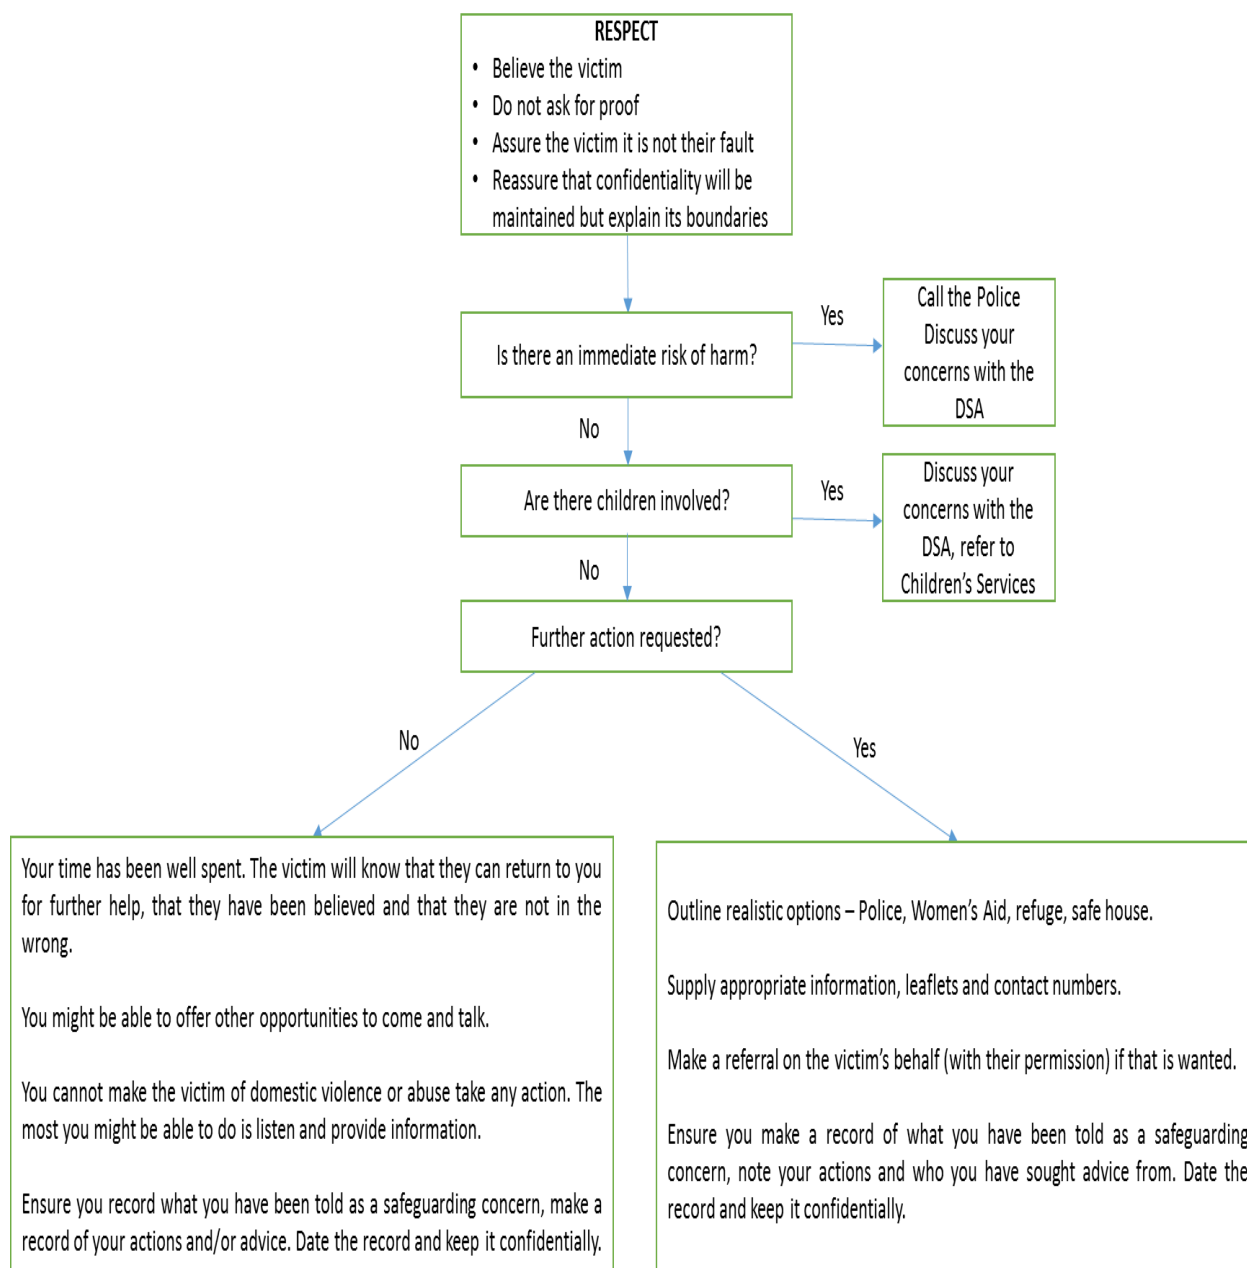 RESPECT
• Believe the victim
• Do not ask for proof
• Assure the victim it is not their fault
• Reassure that confidentiality will be
maintained but explain its boundaries
Is there an immediate risk of harm?
Yes
Call the Police
Discuss your
concerns with the
DSA
No
Are there children involved?
Yes
Discuss your
concerns with the
DSA, refer to
Children’s Services
No
Further action requested?
No
Yes
Your time has been well spent. The victim will know that they can return to you
for further help, that they have been believed and that they are not in the
wrong.
You might be able to offer other opportunities to come and talk.
You cannot make the victim of domestic violence or abuse take any action. The
most you might be able to do is listen and provide information.
Ensure you record what you have been told as a safeguarding concern, make a
record of your actions and/or advice. Date the record and keep it confidentially.
Outline realistic options – Police, Women’s Aid, refuge, safe house.
Supply appropriate information, leaflets and contact numbers.
Make a referral on the victim’s behalf (with their permission) if that is wanted.
Ensure you make a record of what you have been told as a safeguarding
concern, note your actions and who you have sought advice from. Date the
record and keep it confidentially.